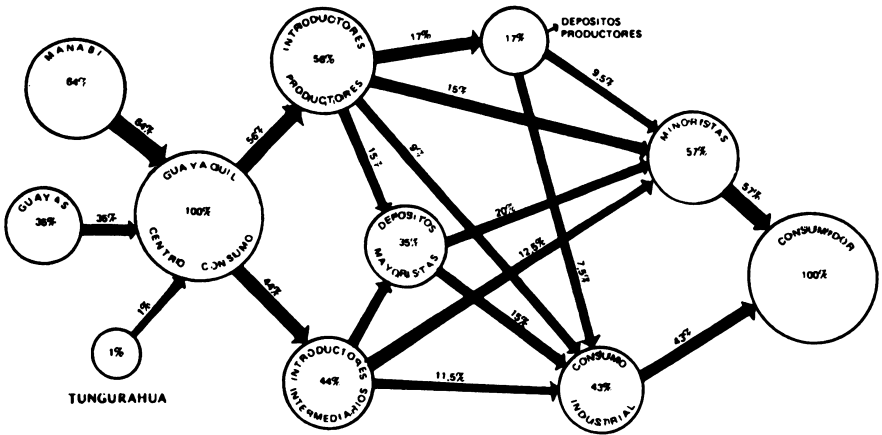 MANABI
64%
64%
GUAYAS
36%
36%
1%
1%
TUNGURAHUA
GUAYAQUIL
100%
CENTRO CONSUMO
56%
44%
INTRODUCTORES
56%
PRODUCTORES
INTRODUCTORES
44%
INTERMEDIARIOS
17%
15%
9%
15%
17%
DEPOSITOS
PRODUCTORES
9.5%
7.5%
DEPOSITOS
35%
MAYORISTAS
20%
12.5%
15%
11.5%
MINORISTAS
57%
57%
CONSUMO
43%
INDUSTRIAL
43%
CONSUMIDOR
100%